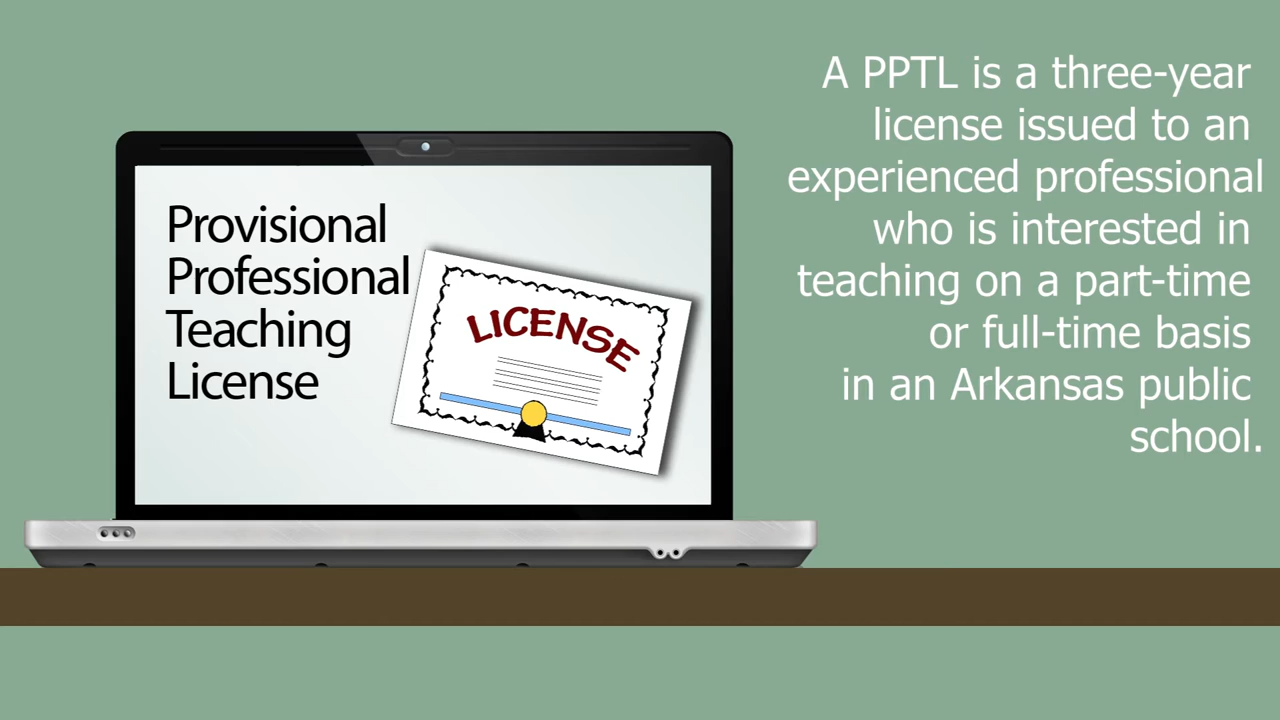 Provisional
Professional
Teaching
License
LICENSE
A PPTL is a three-year
license issued to an
experienced professional
who is interested in
teaching on a part-time
or full-time basis
in an Arkansas public
school.